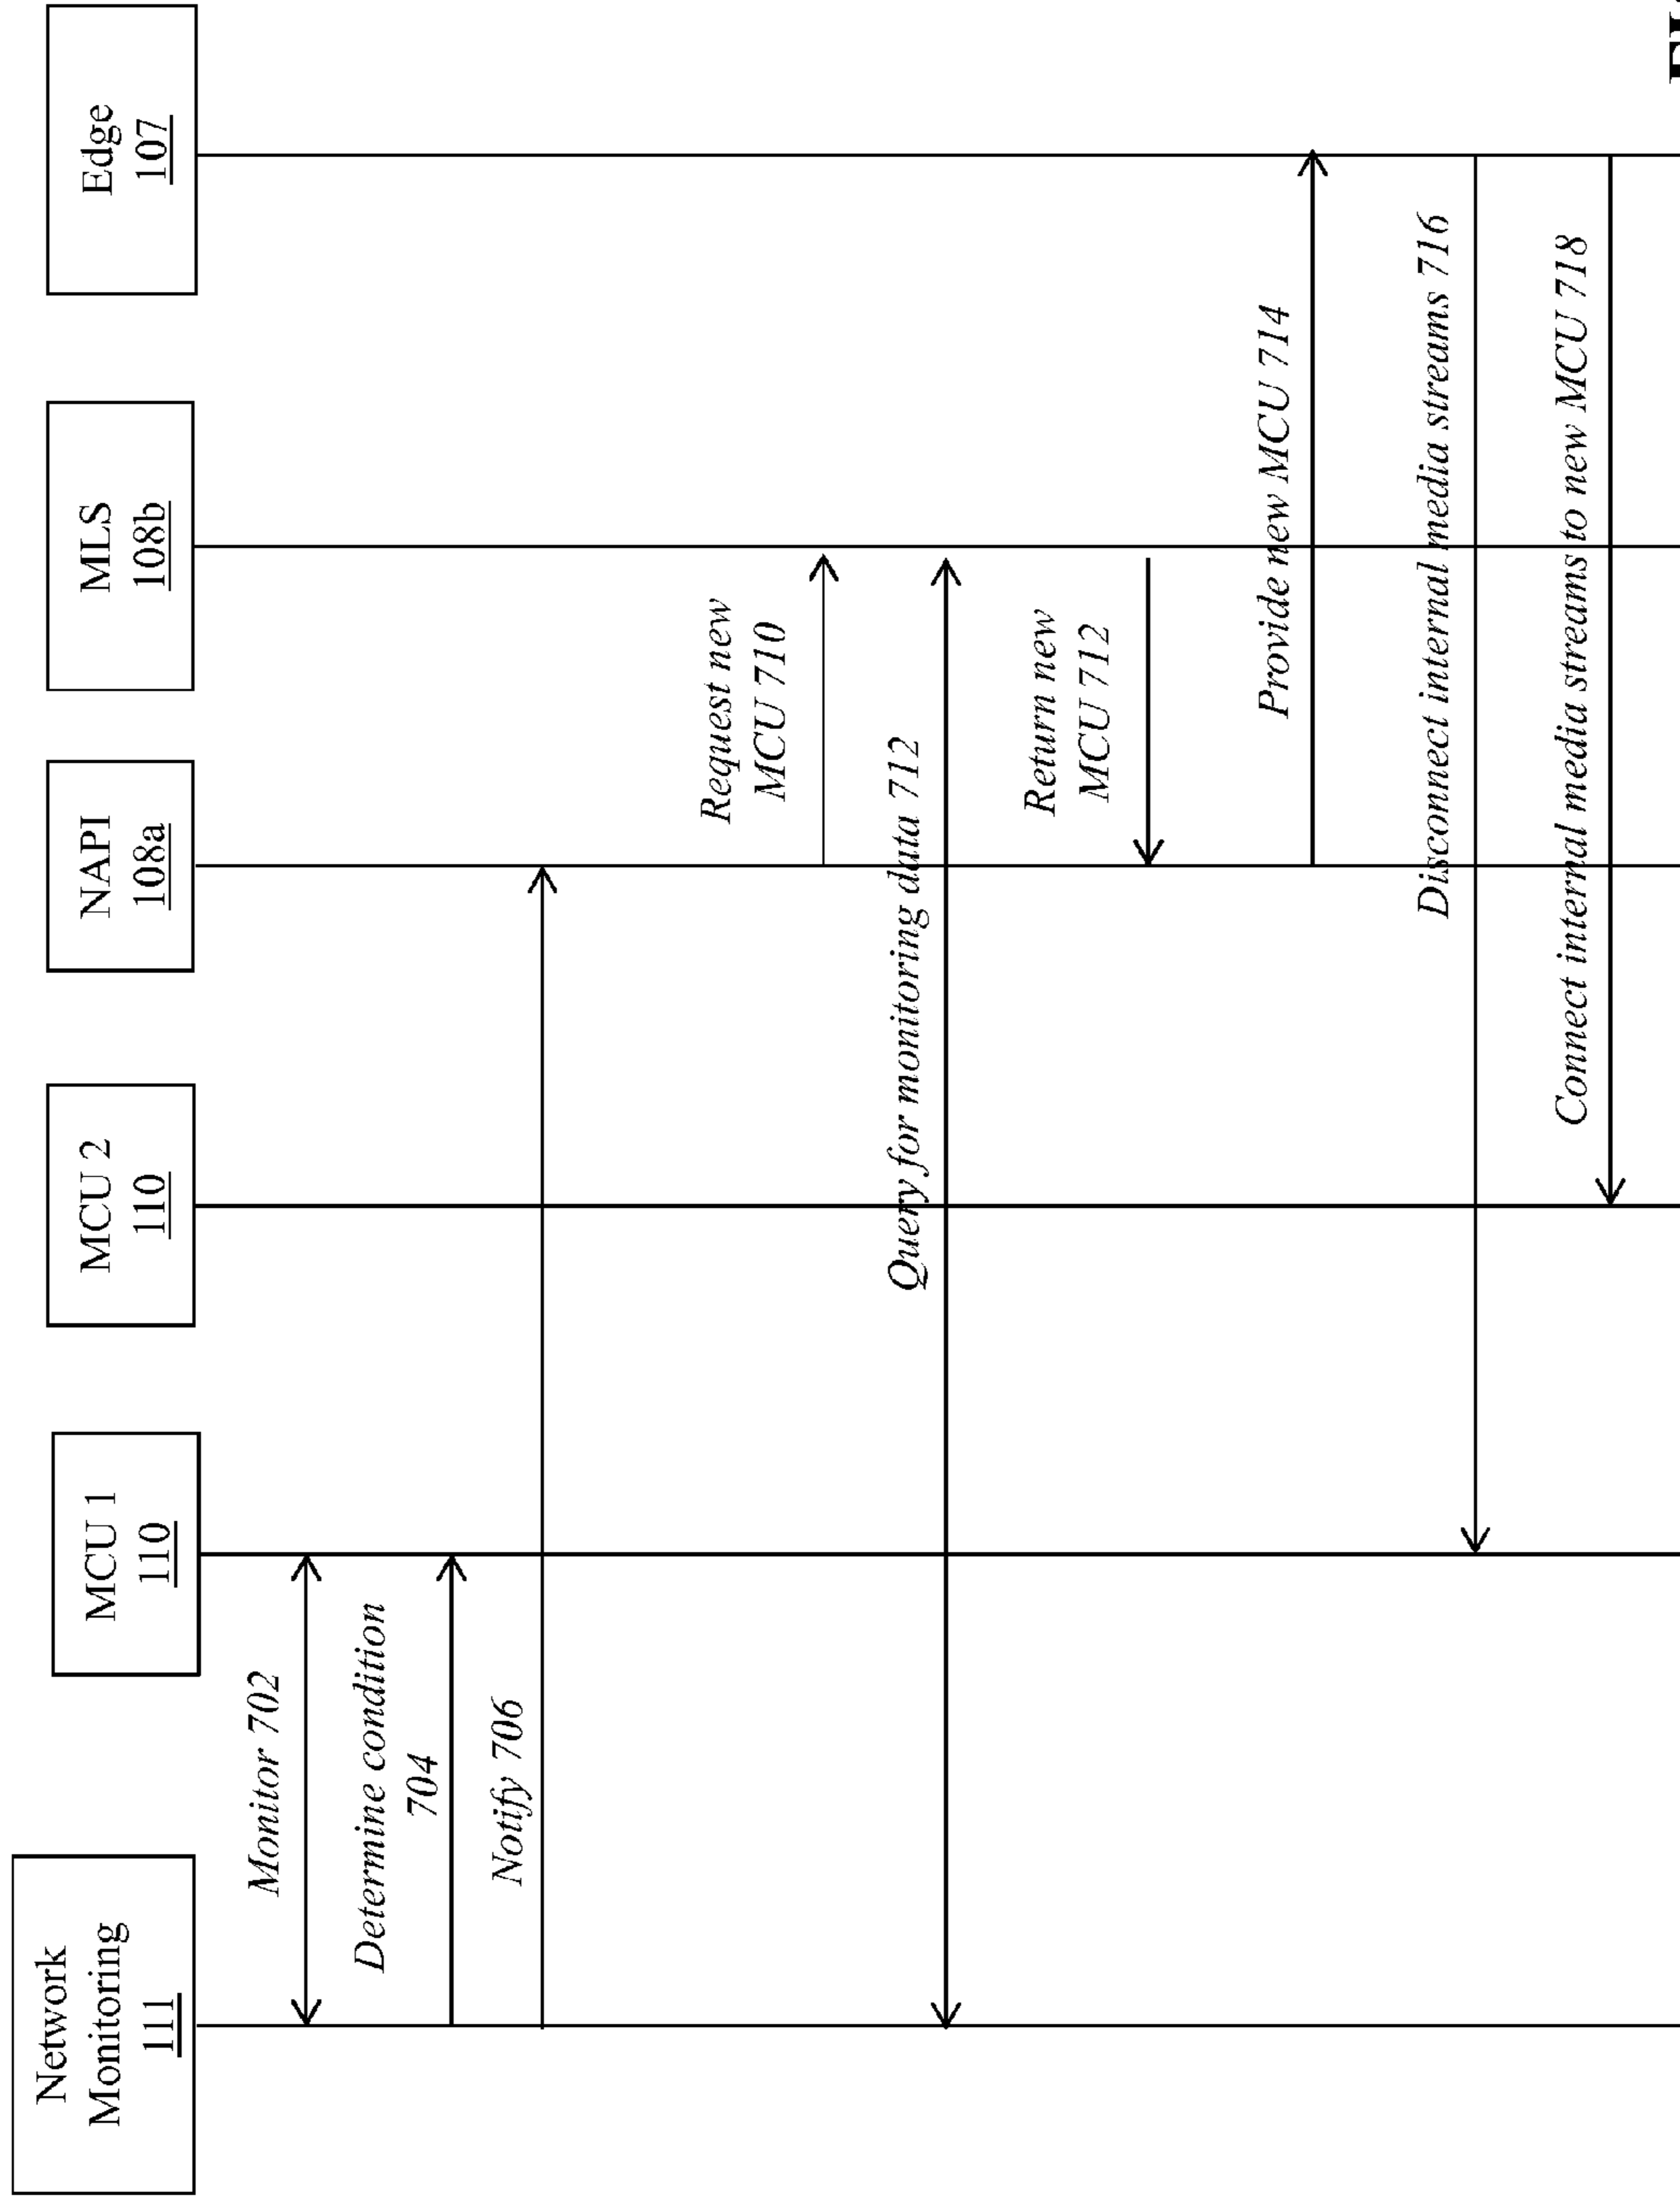 Network
Monitoring
111
MCU 1
110
MCU 2
110
NAPI
108a
MLS
108b
Edge
107
Monitor 702
Determine condition
704
Notify 706
Request new
MCU 710
Query for monitoring data 712
Return new
MCU 712
Provide new MCU 714
Disconnect internal media streams 716
Connect internal media streams to new MCU 718